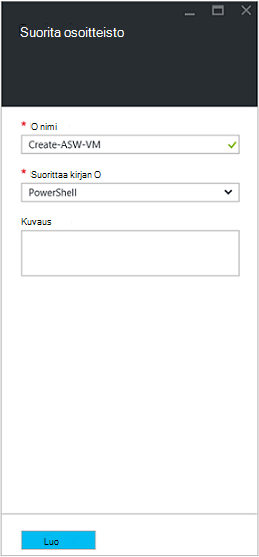 Suorita osoitteisto
* O nimi
Create-ASW-VM
* Suorittaa kirjan O
PowerShell
Kuvaus
Luo